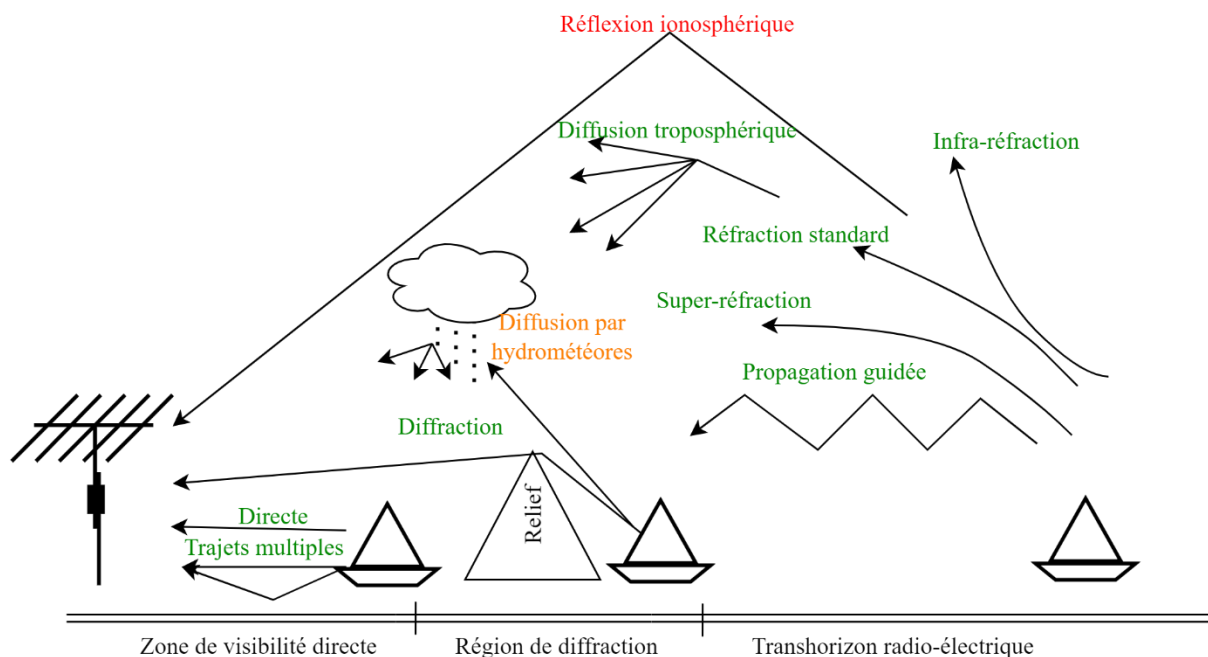 Réflexion ionosphérique
Diffusion troposphérique
Infra-réfraction
Réfraction standard
Super-réfraction
Diffusion par
hydrométéores
Propagation guidée
Diffraction
Relief
Directe
Trajets multiples
Zone de visibilité directe
Région de diffraction
Transhorizon radio-électrique